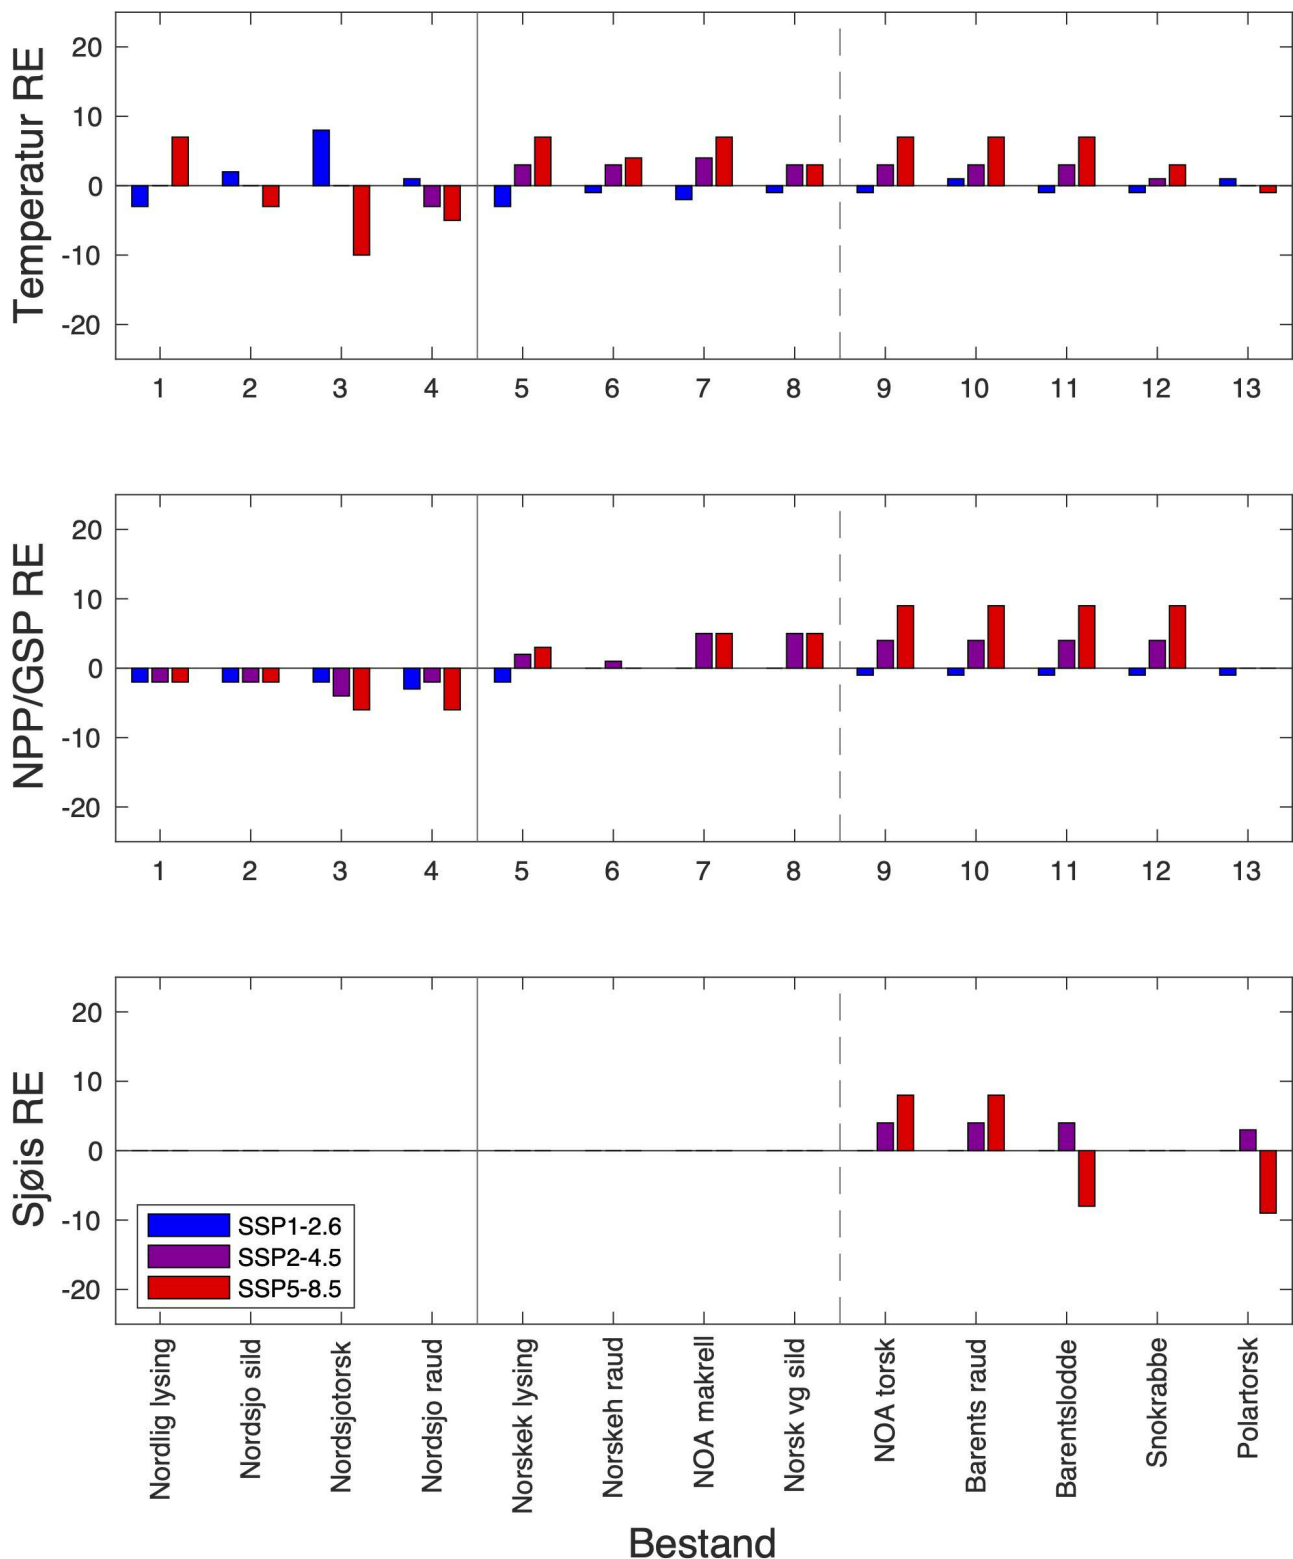 Temperatur RE
20
10
0
-10
-20
1 2 3 4 5 6 7 8 9 10 11 12 13
NPP/GSP RE
20
10
0
-10
-20
1 2 3 4 5 6 7 8 9 10 11 12 13
Sjøis RE
20
10
0
-10
-20
SSP1-2.6
SSP2-4.5
SSP5-8.5
Nordlig lysing
Nordsjo sild
Nordsjotorsk
Nordsjo raud
Norskek lysing
Norskeh raud
NOA makrell
Norsk vg sild
NOA torsk
Barents raud
Barentslodde
Snokrabbe
Polartorsk
Bestand